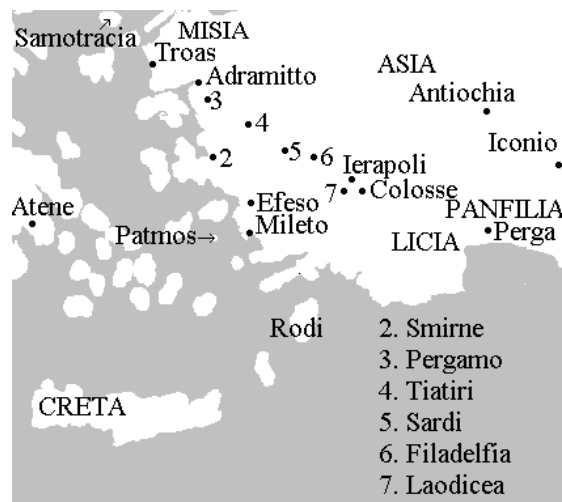 MISIA
Samotracia
Troas
Adramitto
ASIA
3
Antiochia
4
5
6
2
Iconio
Ierapoli
7
Colosse
Efeso
Atene
PANFILIA
Patmos→
Mileto
LICIA
Perga
Rodi
2. Smirne
3. Pergamo
4. Tiatiri
CRETA
5. Sardi
6. Filadelfia
7. Laodicea